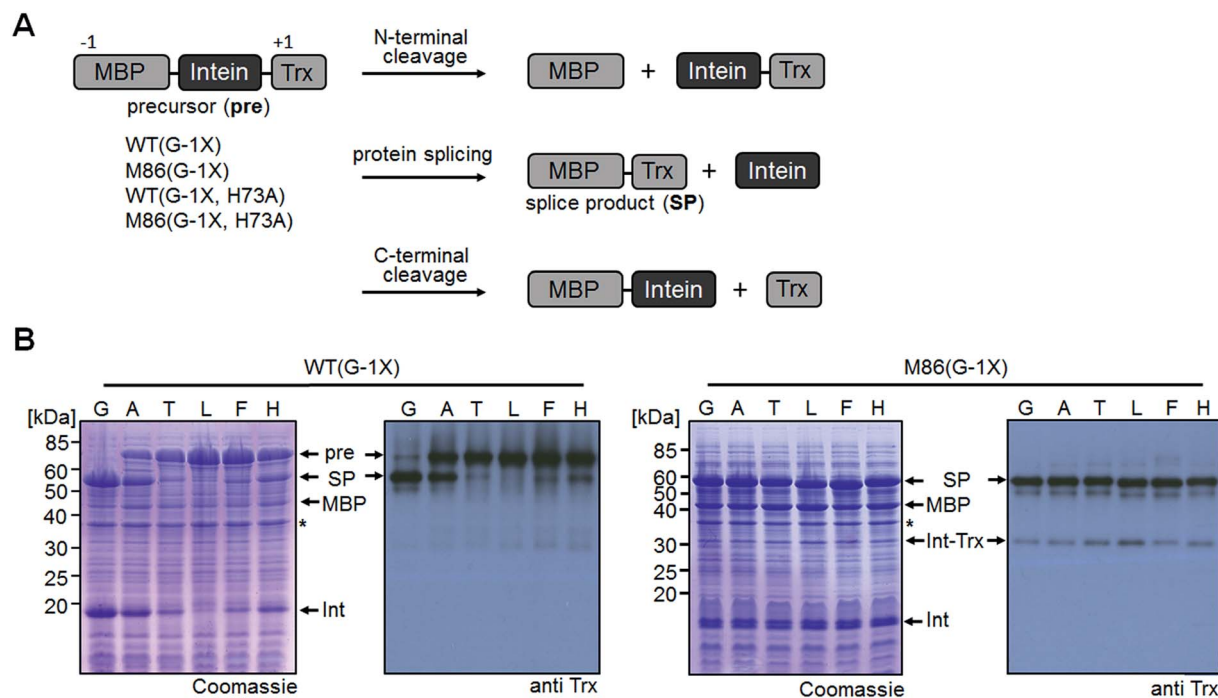 A
-1
+1
MBP
Intein
Trx
precursor (pre)
WT(G-1X)
M86(G-1X)
WT(G-1X, H73A)
M86(G-1X, H73A)
N-terminal
cleavage
MBP + Intein Trx
protein splicing
MBP Trx + Intein
splice product (SP)
C-terminal
cleavage
MBP Intein + Trx
B
WT(G-1X)
[kDa] G A T L F H
85
60
50
40
30
25
20
pre
SP
MBP
*
Int
Coomassie
G A T L F H
anti Trx
M86(G-1X)
[kDa] G A T L F H
85
60
50
40
30
25
20
SP
MBP
*
Int-Trx
Int
Coomassie
G A T L F H
anti Trx